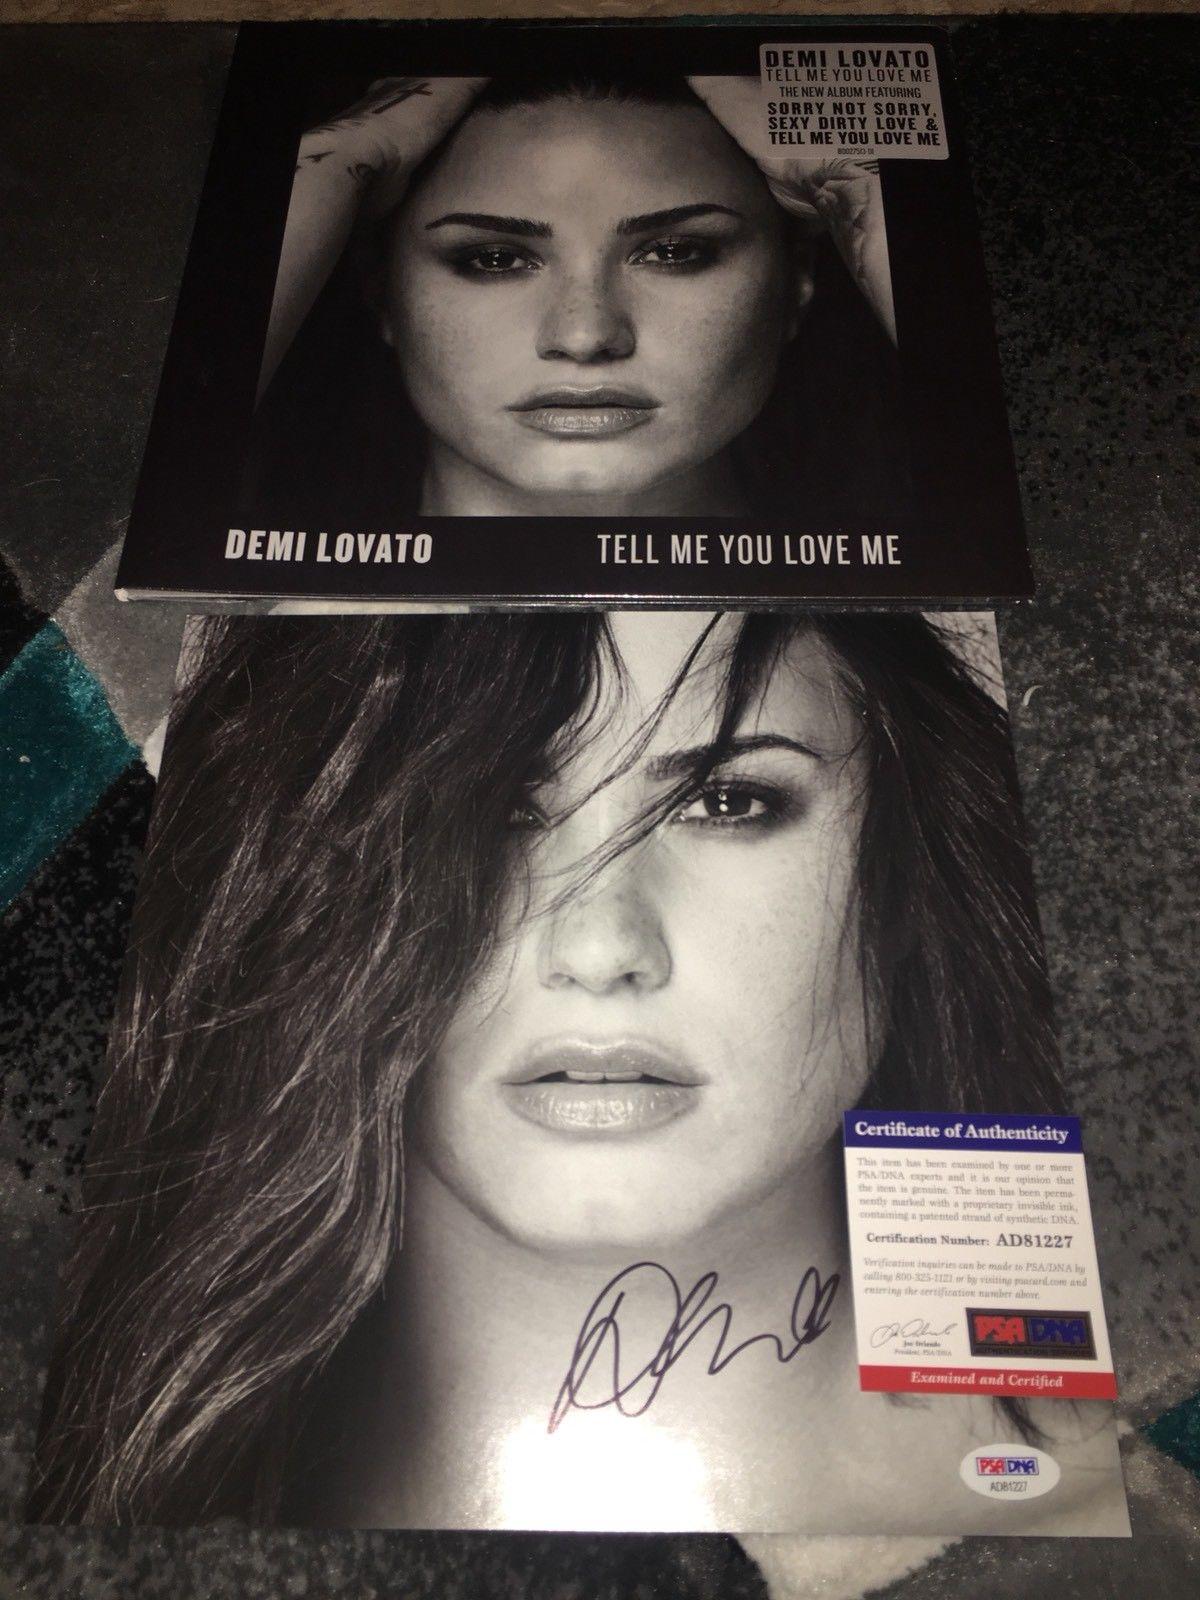 DEMI LOVATO
TELL ME YOU LOVE ME
THE NEW ALBUM FEATURING
SORRY NOT SORRY,
SEXY DIRTY LOVE &
TELL ME YOU LOVE ME
DEMI LOVATO TELL ME YOU LOVE ME
Certificate of Authenticity
This item has been examined by one or more
PSA/DNA experts and it is our opinion that
the item is genuine. The item has been perma-
nently marked with a proprietary invisible ink,
containing a patented strand of synthetic DNA.
Certification Number: AD81227
Verification inquiries can be made to PSA/DNA by
calling 800-325-1121 or by visiting psacard.com and
entering the certification number above.
Joe Orlando
President, PSA/DNA
PSA DNA
AUTHENTICATION SERVICES
Examined and Certified
PSA DNA
AD81227